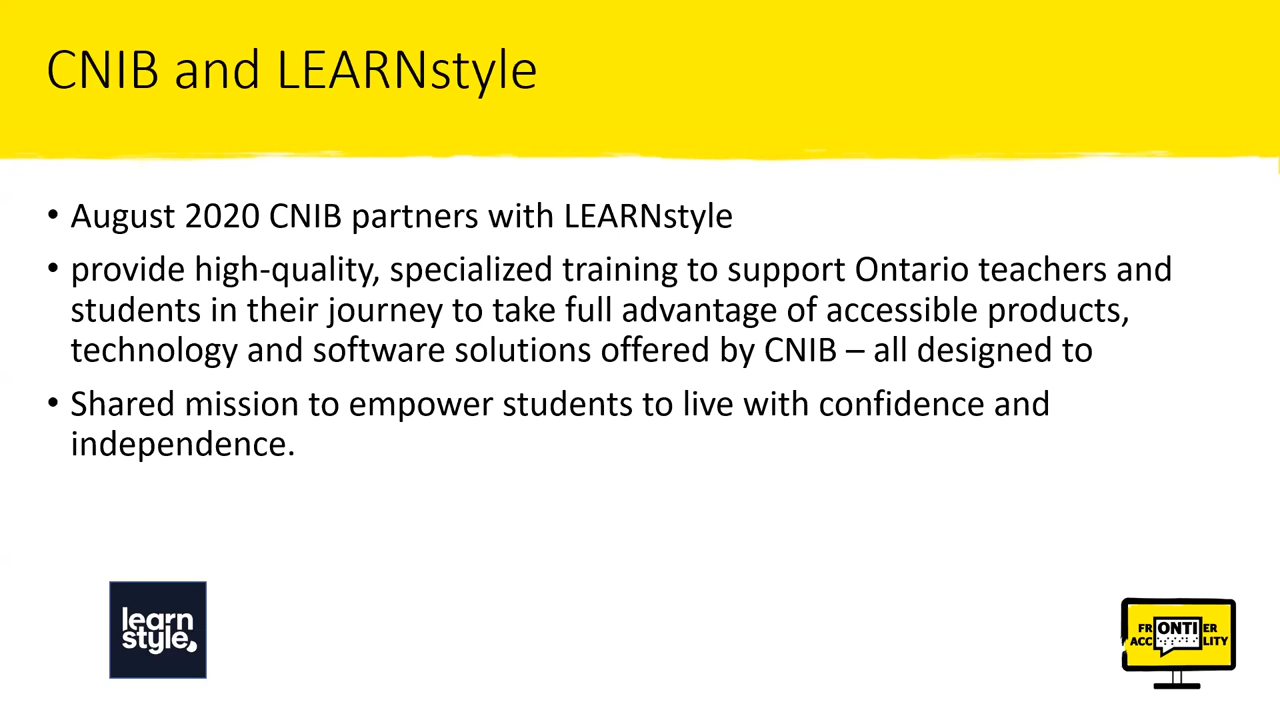 CNIB and LEARNstyle
• August 2020 CNIB partners with LEARNstyle
• provide high-quality, specialized training to support Ontario teachers and
students in their journey to take full advantage of accessible products,
technology and software solutions offered by CNIB – all designed to
• Shared mission to empower students to live with confidence and
independence.
learn
style,
FRONTIER
ACC LITY